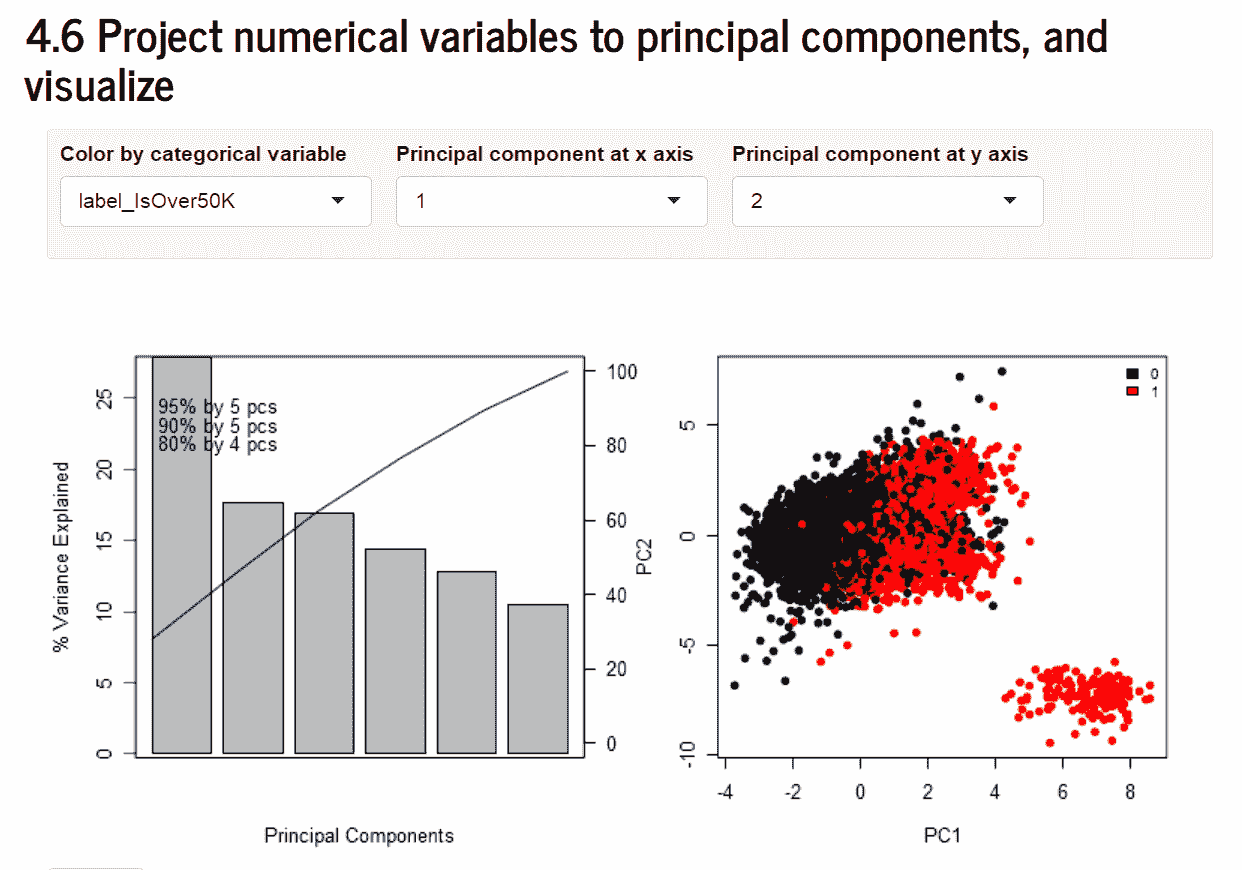 4.6 Project numerical variables to principal components, and
visualize
Color by categorical variable
Principal component at x axis
Principal component at y axis
label_IsOver50K
1
2
95% by 5 pcs
90% by 5 pcs
80% by 4 pcs
% Variance Explained
0
5
10
15
20
25
0
20
40
60
80
100
Principal Components
0
1
PC2
-10
-5
0
5
-4
-2
0
2
4
6
8
PC1